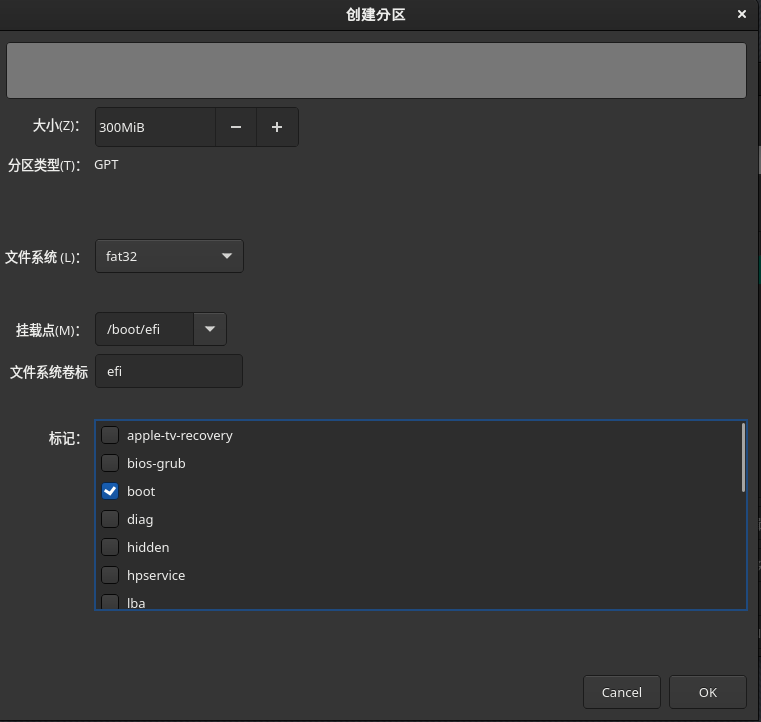 创建分区
大小(Z)： 300MiB
分区类型(T)： GPT
文件系统 (L)： fat32
挂载点(M)： /boot/efi
文件系统卷标 efi
标记：
apple-tv-recovery
bios-grub
boot
diag
hidden
hpservice
lba
Cancel OK